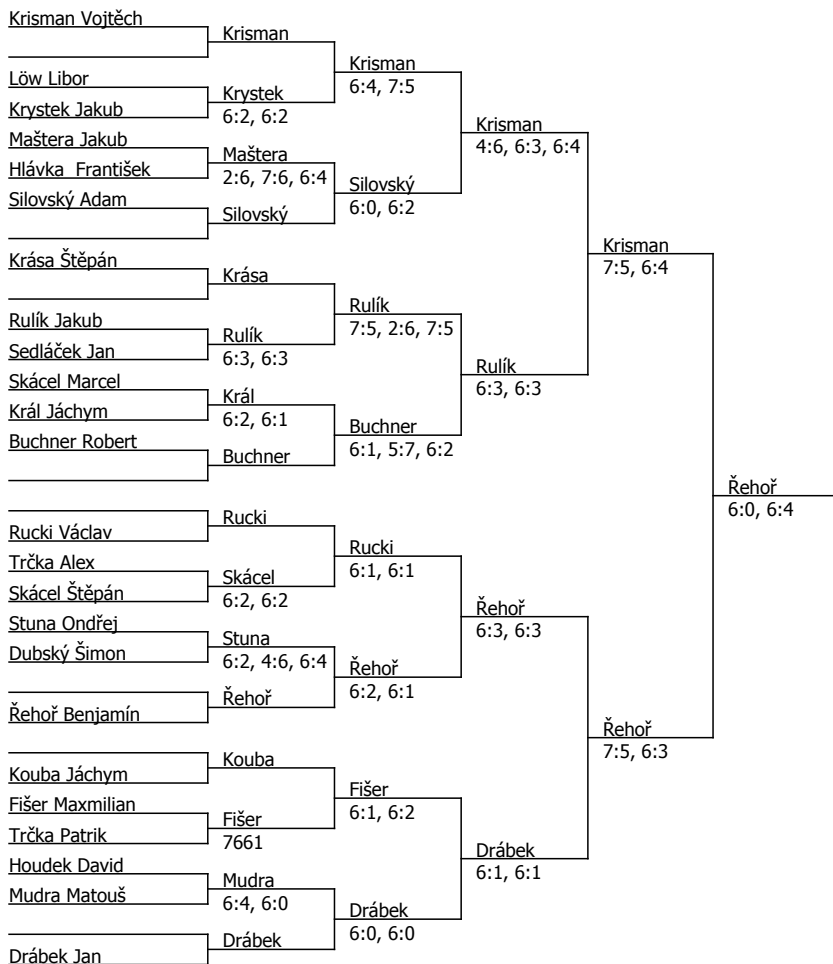 Krisman Vojtěch
Krisman
Krisman
6:4, 7:5
Löw Libor
Krystek
Krystek Jakub
6:2, 6:2
Krisman
4:6, 6:3, 6:4
Maštera Jakub
Maštera
Hlávka  František
2:6, 7:6, 6:4
Silovský
Silovský Adam
6:0, 6:2
Silovský
Krisman
7:5, 6:4
Krása Štěpán
Krása
Rulík
Rulík Jakub
7:5, 2:6, 7:5
Rulík
Sedláček Jan
6:3, 6:3
Rulík
Skácel Marcel
6:3, 6:3
Král
Král Jáchym
6:2, 6:1
Buchner
Buchner Robert
6:1, 5:7, 6:2
Buchner
Řehoř
6:0, 6:4
Rucki
Rucki Václav
Rucki
Trčka Alex
6:1, 6:1
Skácel
Skácel Štěpán
6:2, 6:2
Řehoř
Stuna Ondřej
6:3, 6:3
Stuna
Dubský Šimon
6:2, 4:6, 6:4
Řehoř
6:2, 6:1
Řehoř
Řehoř Benjamín
Řehoř
7:5, 6:3
Kouba
Kouba Jáchym
Fišer
Fišer Maxmilian
6:1, 6:2
Fišer
Trčka Patrik
7661
Drábek
Houdek David
6:1, 6:1
Mudra
Mudra Matouš
6:4, 6:0
Drábek
6:0, 6:0
Drábek
Drábek Jan